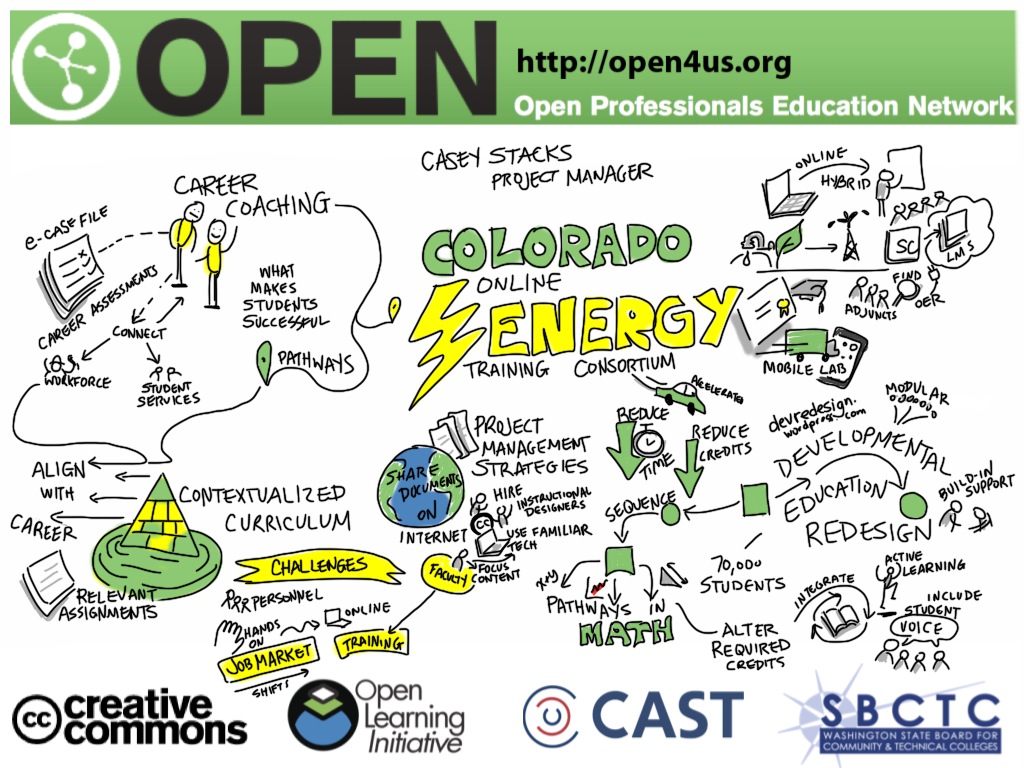 OPEN
http://open4us.org
Open Professionals Education Network
CASEY STACKS
PROJECT MANAGER
CAREER
COACHING
e-CASE FILE
CAREER ASSESSMENTS
CONNECT
WORKFORCE
STUDENT
SERVICES
WHAT
MAKES
STUDENTS
SUCCESSFUL
PATHWAYS
COLORADO
ONLINE
ENERGY
TRAINING CONSORTIUM
ONLINE
HYBRID
SC
LMS
FIND
OER
ADJUNCTS
MOBILE LAB
ALIGN
WITH
CAREER
CONTEXTUALIZED
CURRICULUM
RELEVANT
ASSIGNMENTS
PROJECT
MANAGEMENT
STRATEGIES
SHARE
DOCUMENTS
ON
INTERNET
HIRE
INSTRUCTIONAL
DESIGNERS
CC
USE FAMILIAR
TECH
FOCUS
CONTENT
FACULTY
CHALLENGES
PERSONNEL
HANDS
ON
ONLINE
JOB MARKET
SHIFTS
TRAINING
ACCELERATE
REDUCE
TIME
REDUCE
CREDITS
SEQUENCE
devredesign.
wordpress.com
MODULAR
DEVELOPMENTAL
EDUCATION
REDESIGN
BUILD-IN
SUPPORT
70,000
STUDENTS
x+y
PATHWAYS IN
MATH
ALTER
REQUIRED
CREDITS
INTEGRATE
ACTIVE
LEARNING
INCLUDE
STUDENT
VOICE
cc creative
commons
Open
Learning
Initiative
CAST
SBCTC
WASHINGTON STATE BOARD FOR
COMMUNITY & TECHNICAL COLLEGES